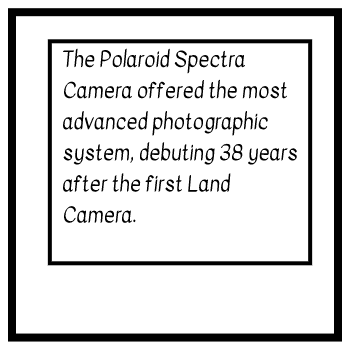 The Polaroid Spectra
Camera offered the most
advanced photographic
system, debuting 38 years
after the first Land
Camera.